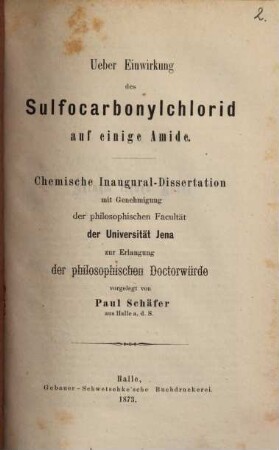 2.
Ueber Einwirkung
des
Sulfocarbonylchlorid
auf einige Amide.
Chemische Inaugural-Dissertation
mit Genehmigung
der philosophischen Facultät
der Universität Jena
zur Erlangung
der philosophischen Doctorwürde
vorgelegt von
Paul Schäfer
aus Halle a. d. S.
Halle,
Gebauer-Schwetschke'sche Buchdruckerei.
1873.